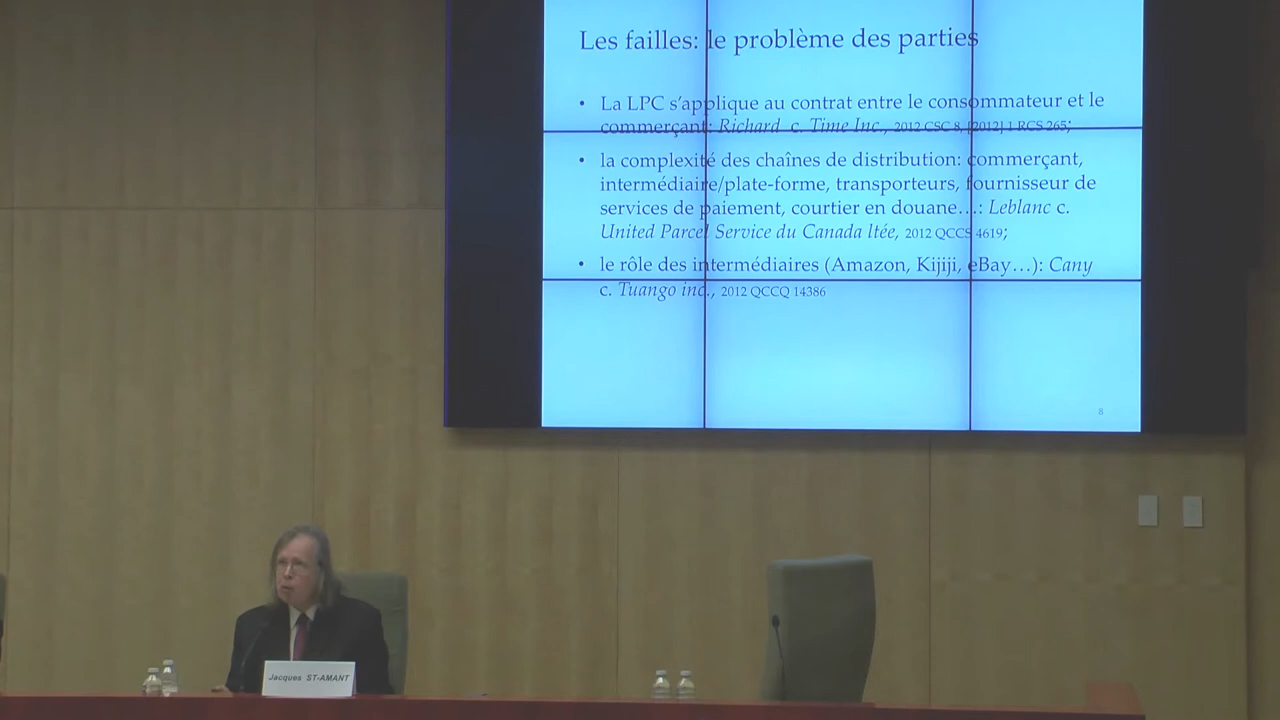 Les failles: le problème des parties
• La LPC s'applique au contrat entre le consommateur et le
commerçant: Richard c. Time Inc., 2012 CSC 8, [2012] 1 RCS 265;
• la complexité des chaînes de distribution: commerçant,
intermédiaire/plate-forme, transporteurs, fournisseur de
services de paiement, courtier en douane…: Leblanc c.
United Parcel Service du Canada ltée, 2012 QCCS 4619;
• le rôle des intermédiaires (Amazon, Kijiji, eBay…): Cany
c. Tuango inc., 2012 QCCQ 14386
8
Jacques ST-AMANT